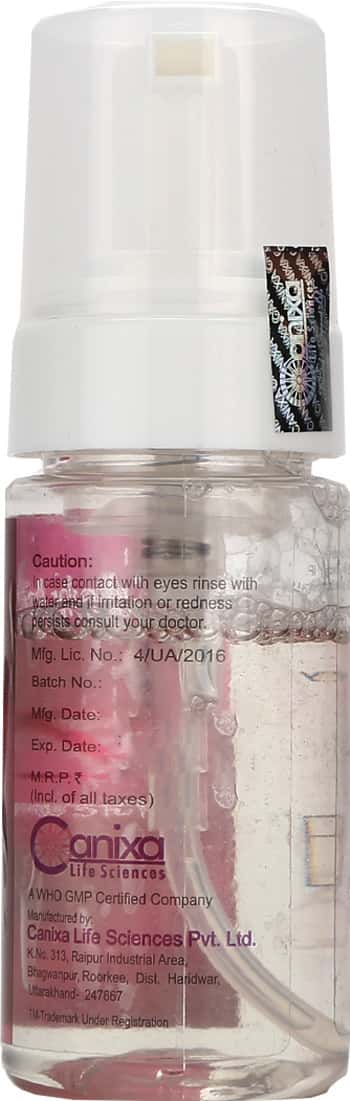 Canixa
Life Sciences
Caution:
In case contact with eyes rinse with
water and if irritation or redness
persists consult your doctor.
Mfg. Lic. No.: 4/UA/2016
Batch No.:
Mfg. Date:
Exp. Date:
M.R.P. ₹
(Incl. of all taxes)
Canixa
Life Sciences
A WHO GMP Certified Company
Manufactured by:
Canixa Life Sciences Pvt. Ltd.
K.No. 313, Raipur Industrial Area,
Bhagwanpur, Roorkee, Dist. Haridwar,
Uttarakhand- 247667
TM-Trademark Under Registration